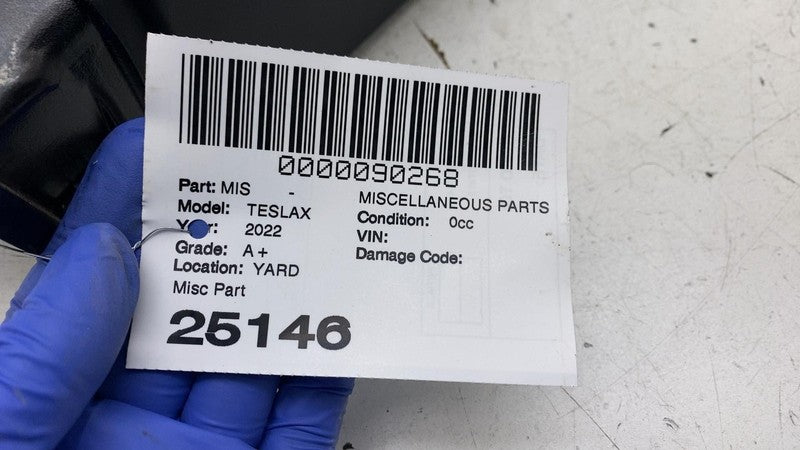 0000090268
Part: MIS - MISCELLANEOUS PARTS
Model: TESLAX Condition: 0cc
Year: 2022 VIN:
Grade: A+ Damage Code:
Location: YARD
Misc Part
25146